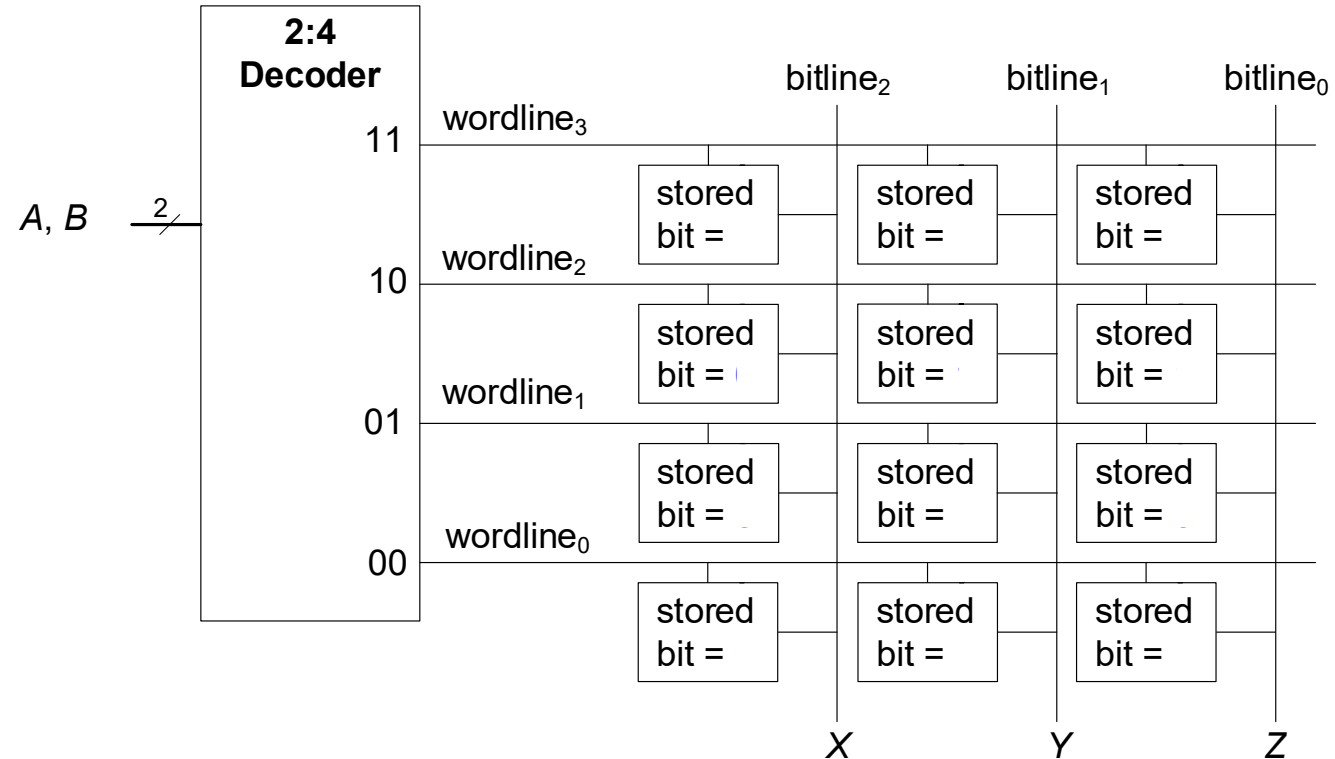 2:4
Decoder
bitline₂ bitline₁ bitline₀
wordline₃
11
stored stored stored
bit = bit = bit =
A, B
2
wordline₂
10
stored stored stored
bit = bit = bit =
wordline₁
01
stored stored stored
bit = bit = bit =
wordline₀
00
stored stored stored
bit = bit = bit =
X Y Z